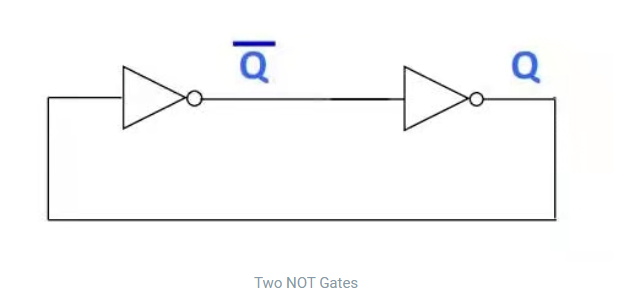 Q̅ Q
Two NOT Gates